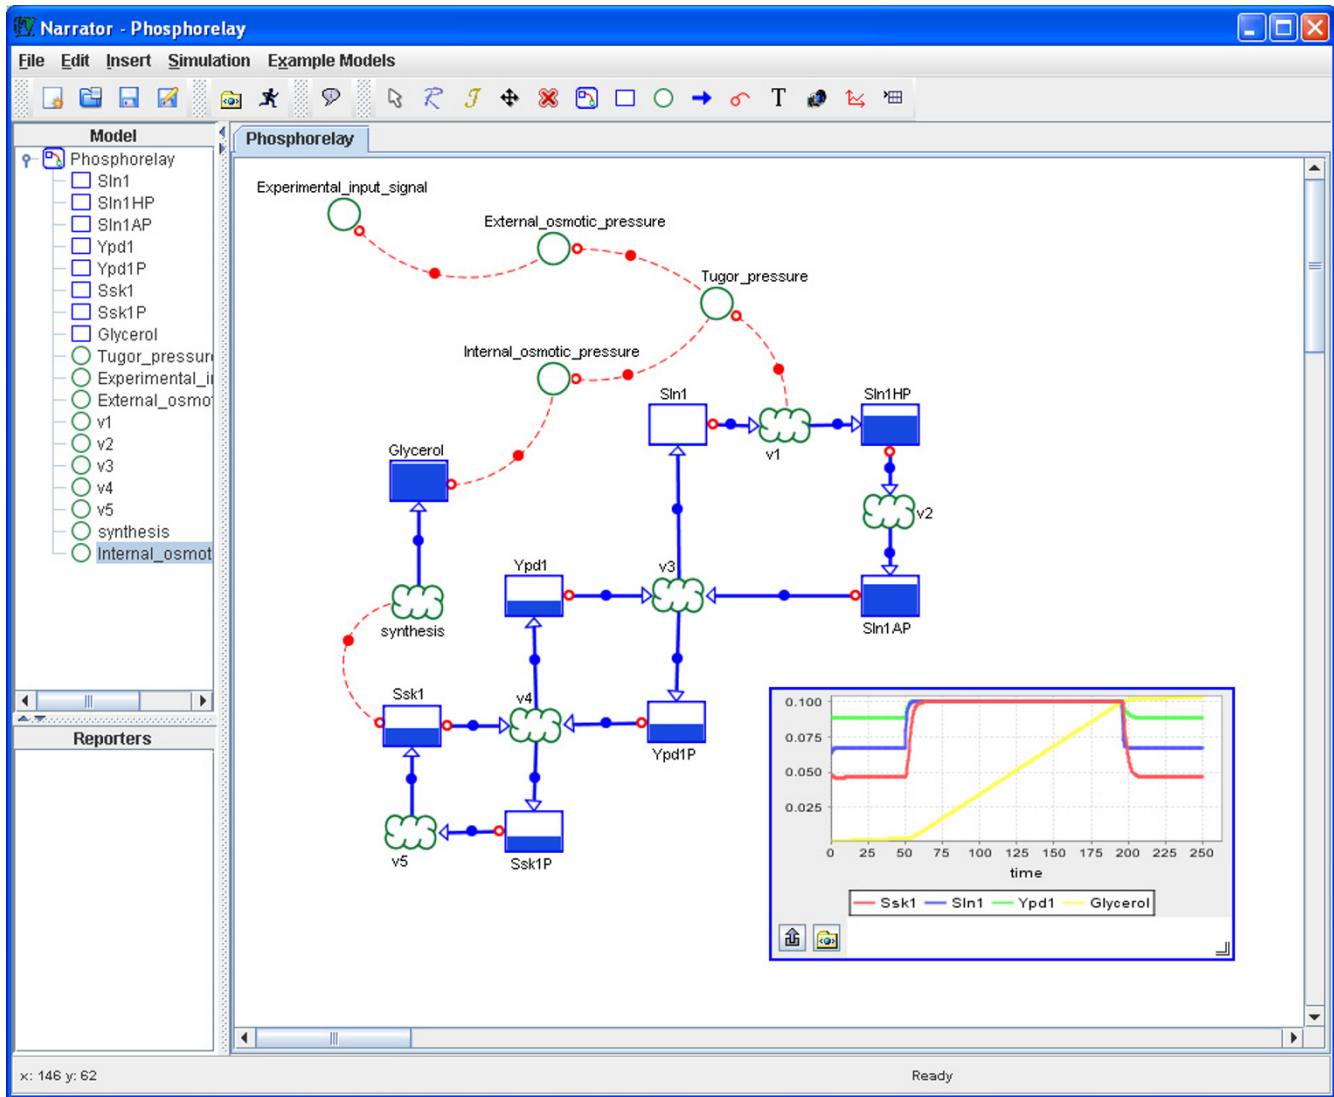 Narrator - Phosphorelay
File Edit Insert Simulation Example Models
Model
Phosphorelay
Sln1
Sln1HP
Sln1AP
Ypd1
Ypd1P
Ssk1
Ssk1P
Glycerol
Tugor_pressure
Experimental_i
External_osmo
v1
v2
v3
v4
v5
synthesis
Internal_osmot
Reporters
Phosphorelay
Experimental_input_signal
External_osmotic_pressure
Tugor_pressure
Internal_osmotic_pressure
Sln1
Sln1HP
v1
Glycerol
v2
Ypd1
v3
synthesis
Sln1AP
Ssk1
v4
Ypd1P
v5
Ssk1P
0.100
0.075
0.050
0.025
0 25 50 75 100 125 150 175 200 225 250
time
Ssk1 Sln1 Ypd1 Glycerol
x: 146 y: 62
Ready